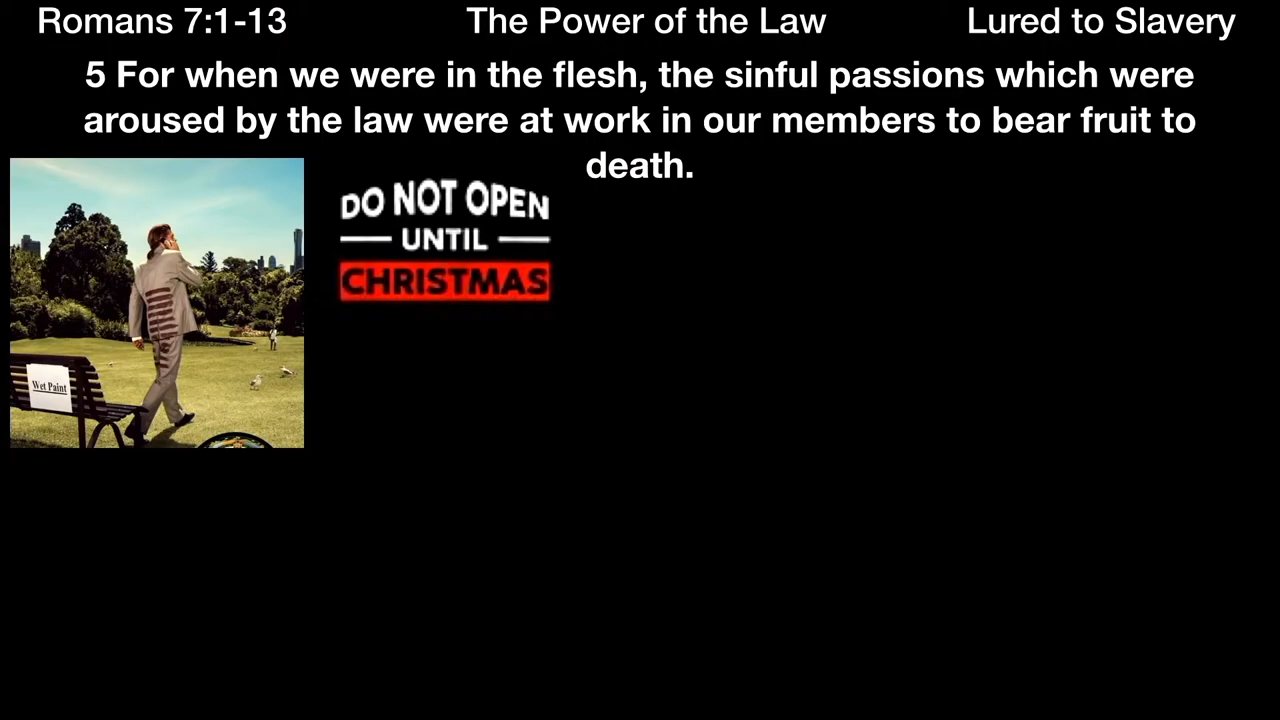 Romans 7:1-13 The Power of the Law Lured to Slavery
5 For when we were in the flesh, the sinful passions which were
aroused by the law were at work in our members to bear fruit to
death.
DO NOT OPEN
UNTIL
CHRISTMAS
Wet Paint